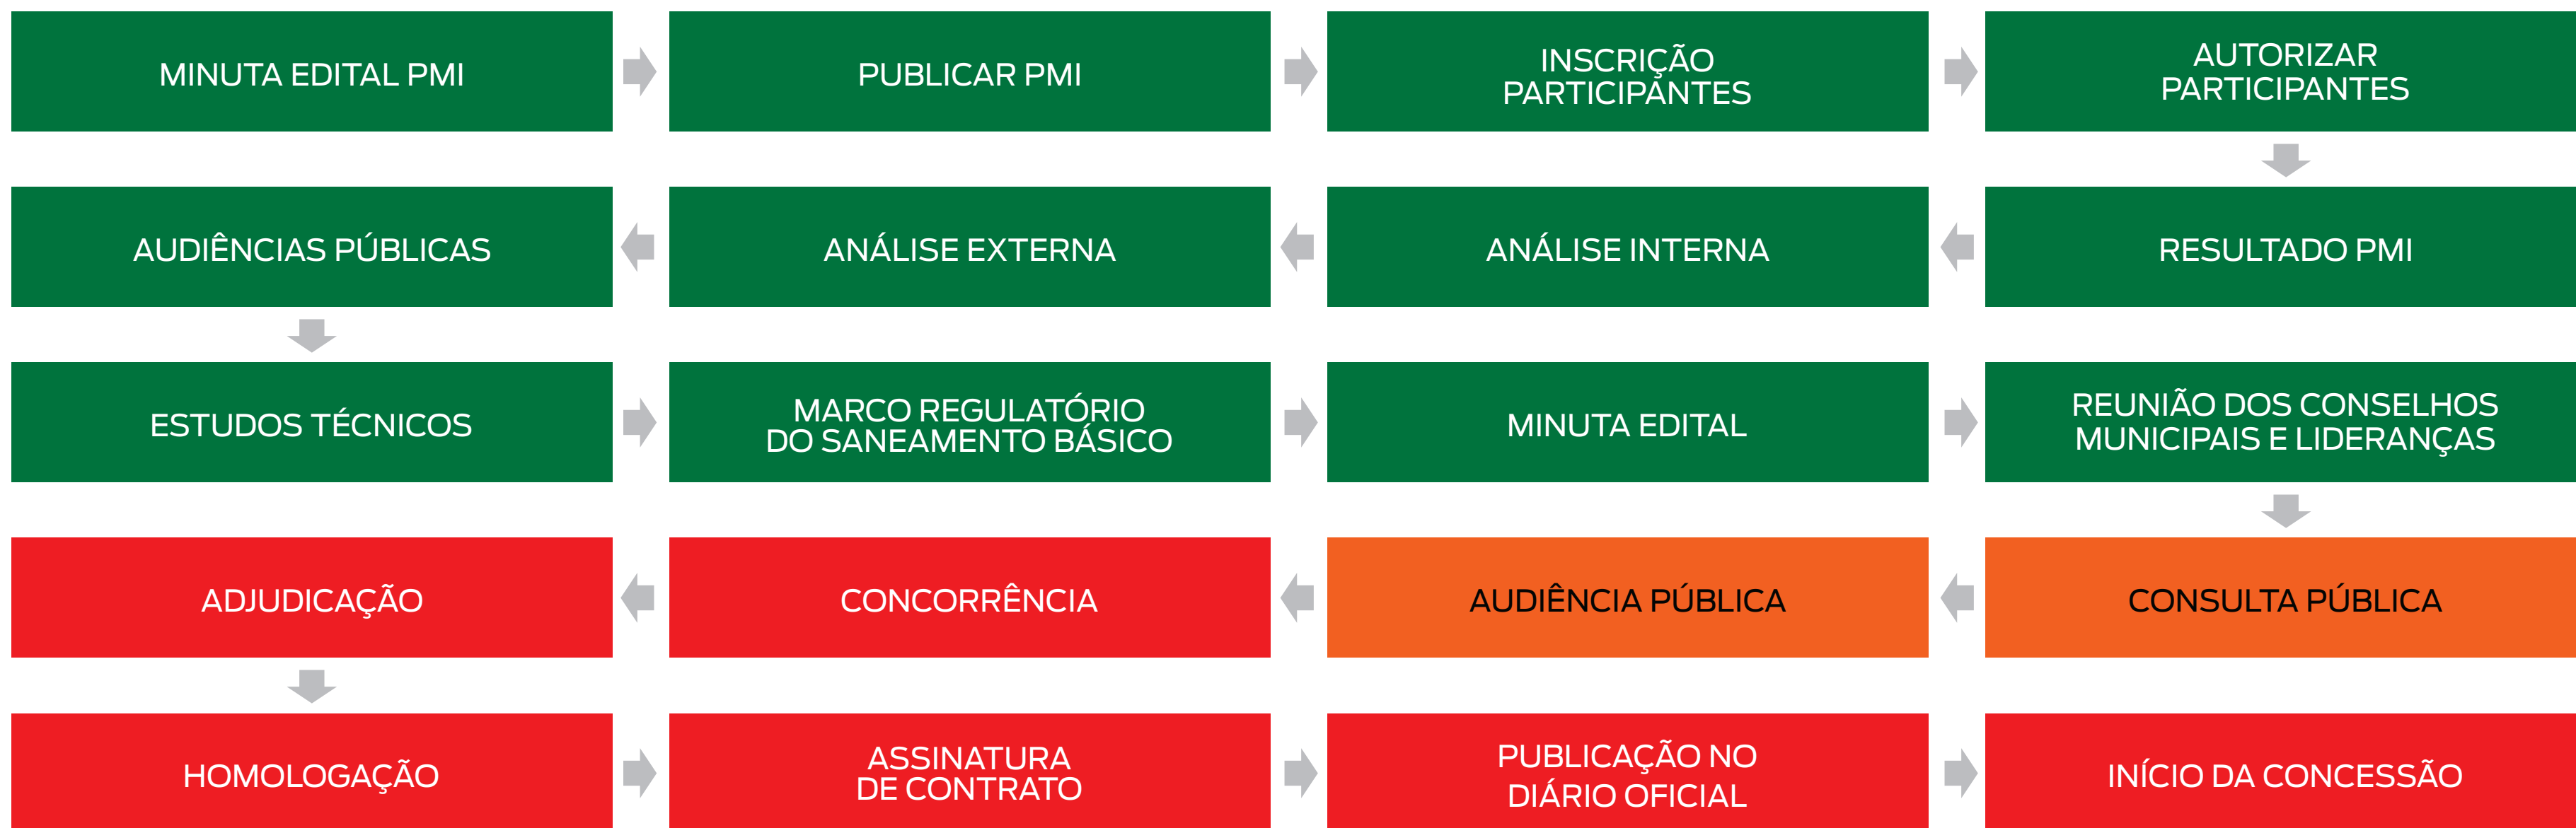 MINUTA EDITAL PMI
PUBLICAR PMI
INSCRIÇÃO
PARTICIPANTES
AUTORIZAR
PARTICIPANTES
RESULTADO PMI
ANÁLISE INTERNA
ANÁLISE EXTERNA
AUDIÊNCIAS PÚBLICAS
ESTUDOS TÉCNICOS
MARCO REGULATÓRIO
DO SANEAMENTO BÁSICO
MINUTA EDITAL
REUNIÃO DOS CONSELHOS
MUNICIPAIS E LIDERANÇAS
CONSULTA PÚBLICA
AUDIÊNCIA PÚBLICA
CONCORRÊNCIA
ADJUDICAÇÃO
HOMOLOGAÇÃO
ASSINATURA
DE CONTRATO
PUBLICAÇÃO NO
DIÁRIO OFICIAL
INÍCIO DA CONCESSÃO